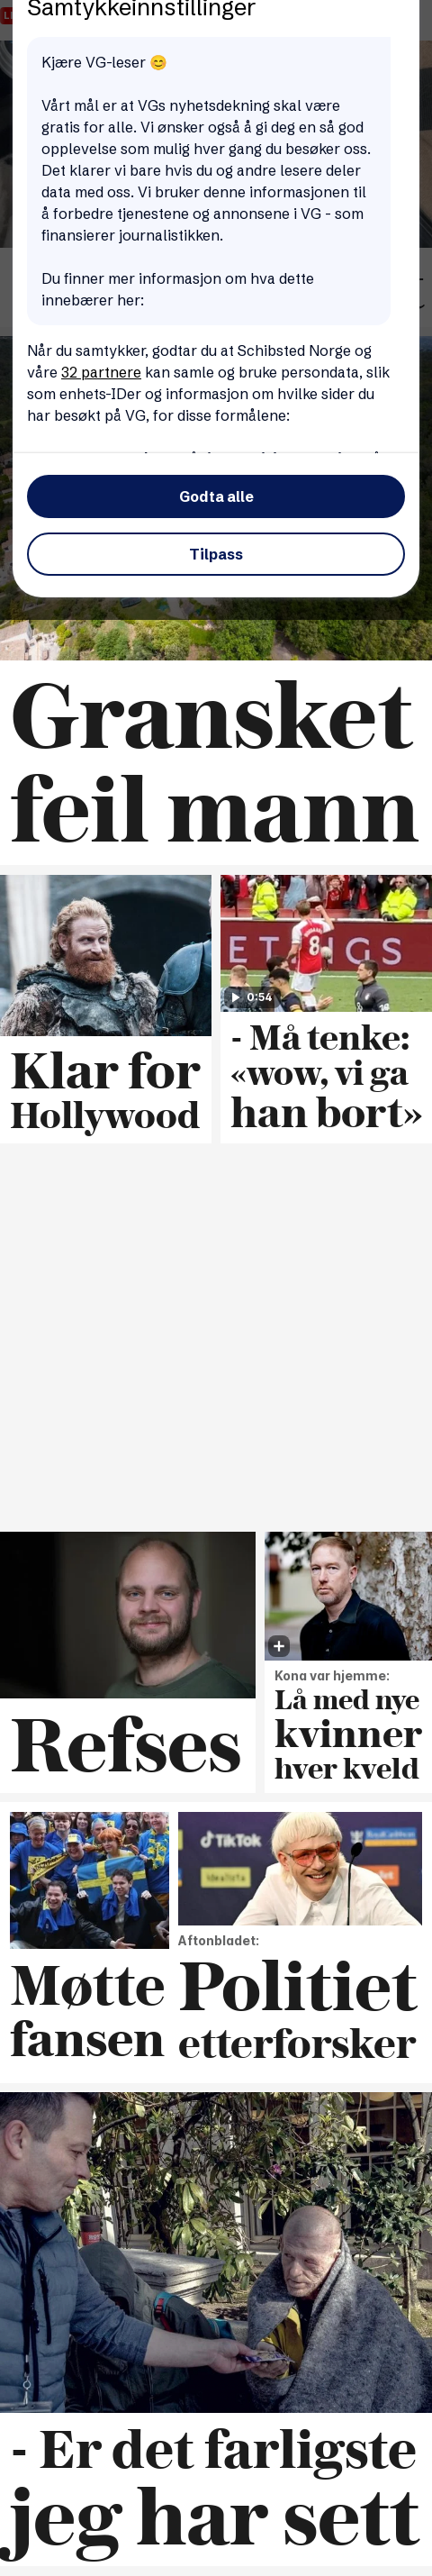 Samtykkeinnstillinger
Kjære VG-leser 😊
Vårt mål er at VGs nyhetsdekning skal være
gratis for alle. Vi ønsker også å gi deg en så god
opplevelse som mulig hver gang du besøker oss.
Det klarer vi bare hvis du og andre lesere deler
data med oss. Vi bruker denne informasjonen til
å forbedre tjenestene og annonsene i VG - som
finansierer journalistikken.
Du finner mer informasjon om hva dette
innebærer her:
Når du samtykker, godtar du at Schibsted Norge og
våre 32 partnere kan samle og bruke persondata, slik
som enhets-IDer og informasjon om hvilke sider du
har besøkt på VG, for disse formålene:
Godta alle
Tilpass
Gransket
feil mann
ET
GS
8
0:54
Klar for
Hollywood
- Må tenke:
«wow, vi ga
han bort»
Refses
Kona var hjemme:
Lå med nye
kvinner
hver kveld
TikTok
idealista
Møtte
fansen
Aftonbladet:
Politiet
etterforsker
- Er det farligste
jeg har sett